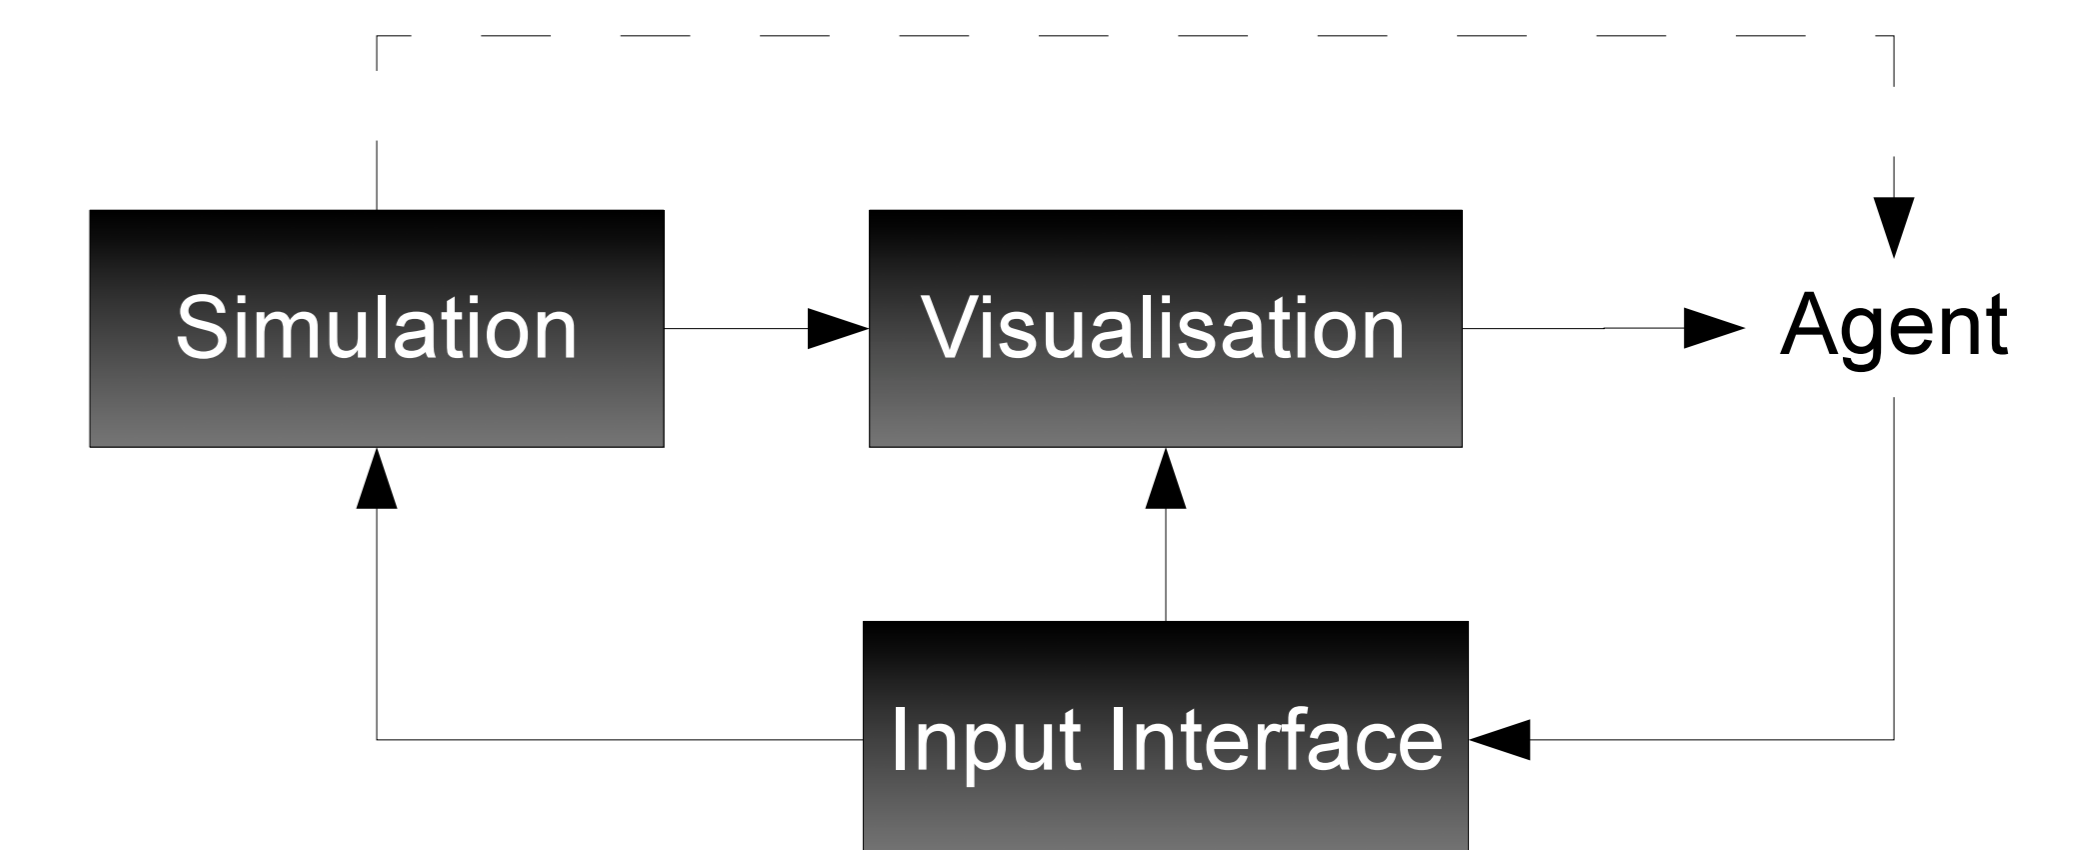 Simulation
Visualisation
Agent
Input Interface